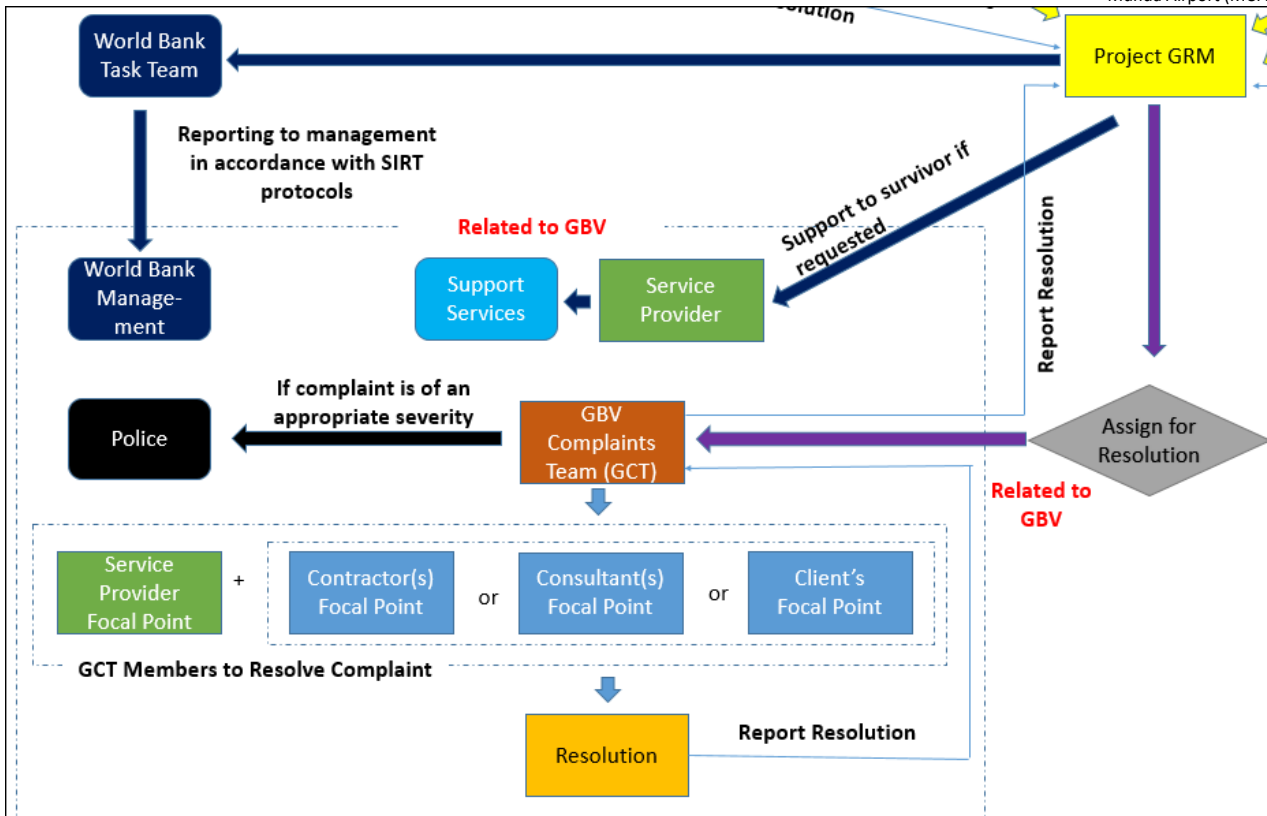 World Bank
Task Team
Project GRM
Reporting to management
in accordance with SIRT
protocols
Support to survivor if
requested
Related to GBV
World Bank
Manage-
ment
Support
Services
Service
Provider
Report Resolution
If complaint is of an
appropriate severity
Police
GBV
Complaints
Team (GCT)
Assign for
Resolution
Related to
GBV
Service
Provider
Focal Point
+
Contractor(s)
Focal Point
or
Consultant(s)
Focal Point
or
Client’s
Focal Point
GCT Members to Resolve Complaint
Resolution
Report Resolution